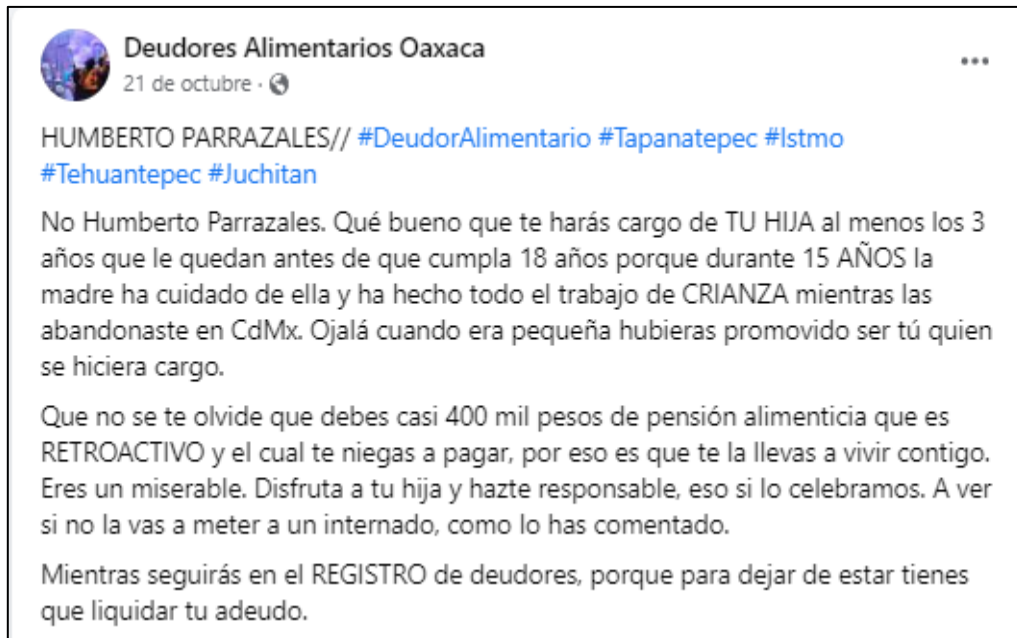 Deudores Alimentarios Oaxaca
21 de octubre ·
HUMBERTO PARRAZALES// #DeudorAlimentario #Tapanatepec #Istmo
#Tehuantepec #Juchitan
No Humberto Parrazales. Qué bueno que te harás cargo de TU HIJA al menos los 3
años que le quedan antes de que cumpla 18 años porque durante 15 AÑOS la
madre ha cuidado de ella y ha hecho todo el trabajo de CRIANZA mientras las
abandonaste en CdMx. Ojalá cuando era pequeña hubieras promovido ser tú quien
se hiciera cargo.
Que no se te olvide que debes casi 400 mil pesos de pensión alimenticia que es
RETROACTIVO y el cual te niegas a pagar, por eso es que te la llevas a vivir contigo.
Eres un miserable. Disfruta a tu hija y hazte responsable, eso si lo celebramos. A ver
si no la vas a meter a un internado, como lo has comentado.
Mientras seguirás en el REGISTRO de deudores, porque para dejar de estar tienes
que liquidar tu adeudo.